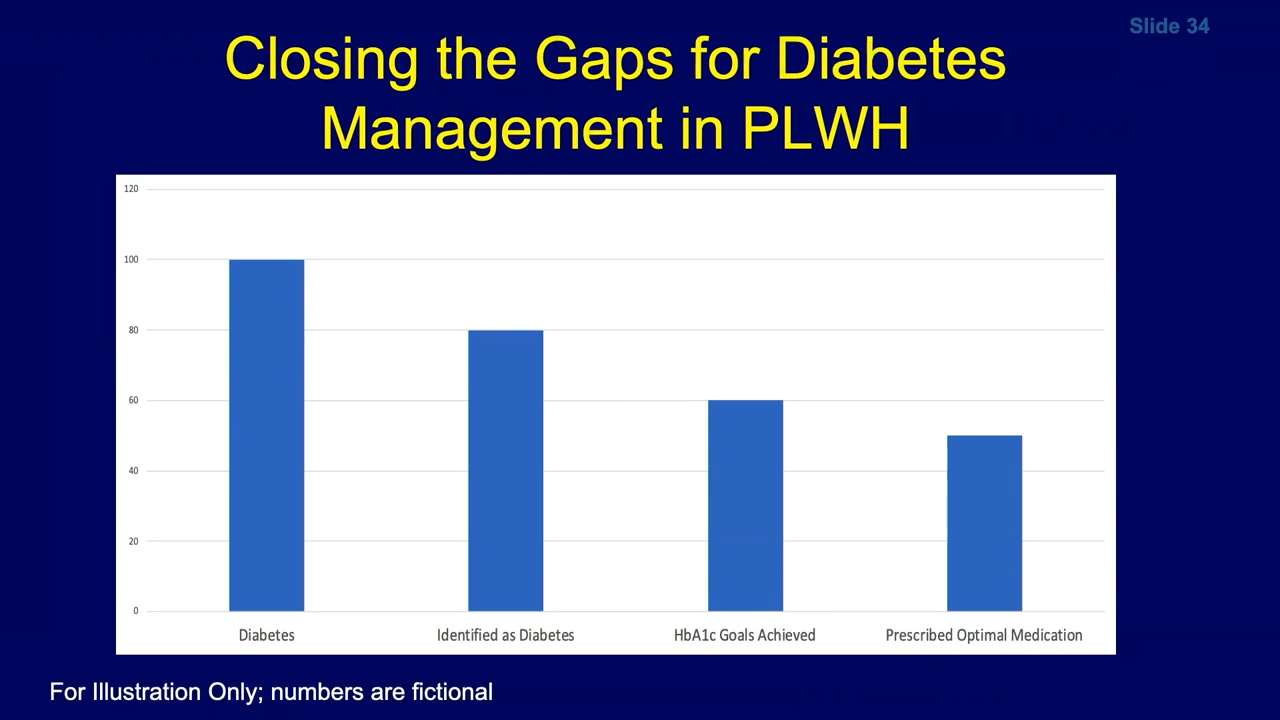 Slide 34
Closing the Gaps for Diabetes
Management in PLWH
120
100
80
60
40
20
0
Diabetes
Identified as Diabetes
HbA1c Goals Achieved
Prescribed Optimal Medication
For Illustration Only; numbers are fictional